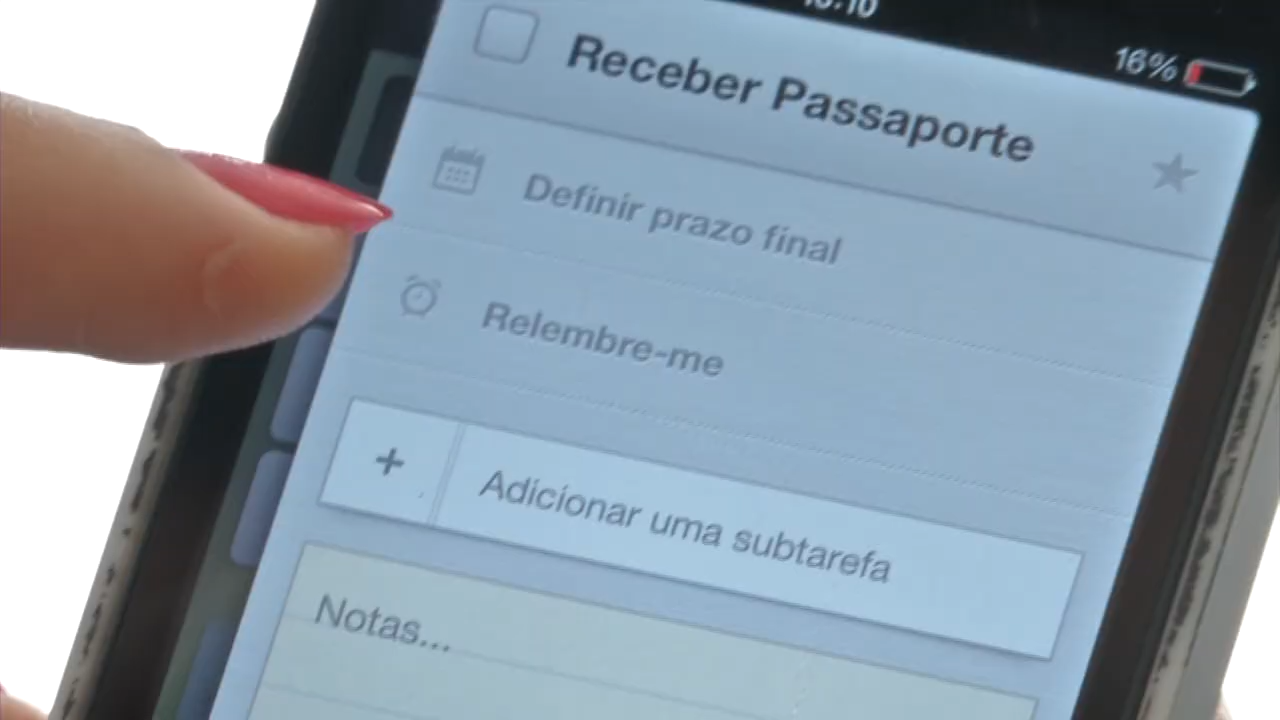 16%
Receber Passaporte
Definir prazo final
Relembre-me
+
Adicionar uma subtarefa
Notas...